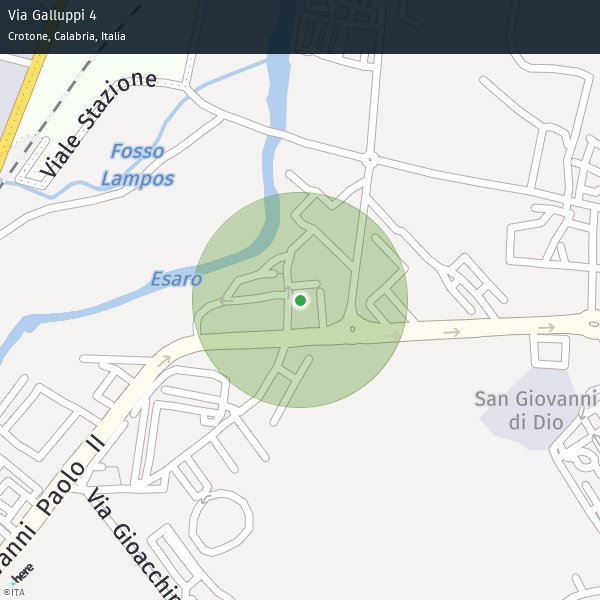 Via Galluppi 4
Crotone, Calabria, Italia
Viale Stazione
Fosso
Lampos
Esaro
San Giovanni
di Dio
vanni Paolo II
Via Gioacchin
here
©ITA